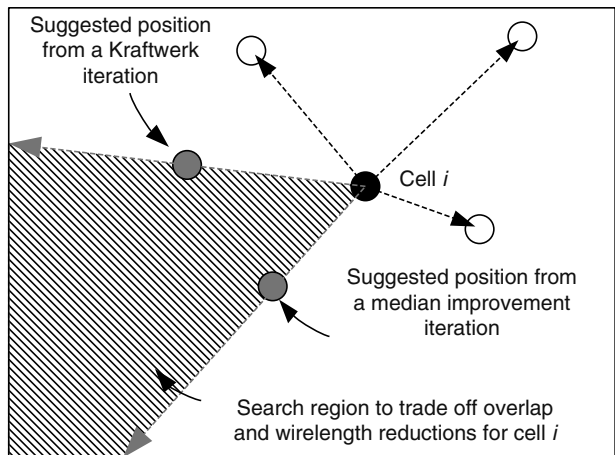 Suggested position
from a Kraftwerk
iteration
Cell i
Suggested position from
a median improvement
iteration
Search region to trade off overlap
and wirelength reductions for cell i